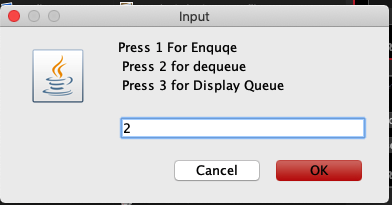 Input
Press 1 For Enquqe
Press 2 for dequeue
Press 3 for Display Queue
2
Cancel
OK